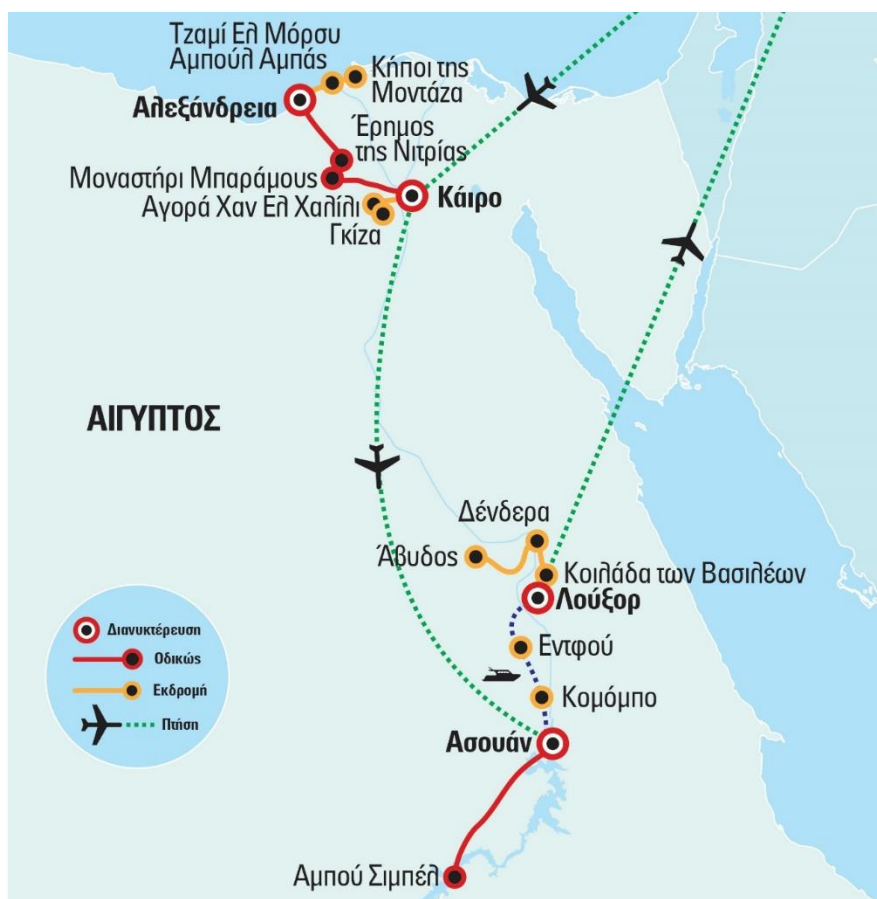 Τζαμί Ελ Μόρσυ
Αμπούλ Αμπάς
Κήποι της
Μοντάζα
Αλεξάνδρεια
Έρημος
της Νιτρίας
Μοναστήρι Μπαράμους
Αγορά Χαν Ελ Χαλίλι
Κάιρο
Γκίζα
ΑΙΓΥΠΤΟΣ
Δένδερα
Άβυδος
Κοιλάδα των Βασιλέων
Λούξορ
Εντφού
Κομόμπο
Ασουάν
Αμπού Σιμπέλ
Διανυκτέρευση
Οδικώς
Εκδρομή
Πτήση